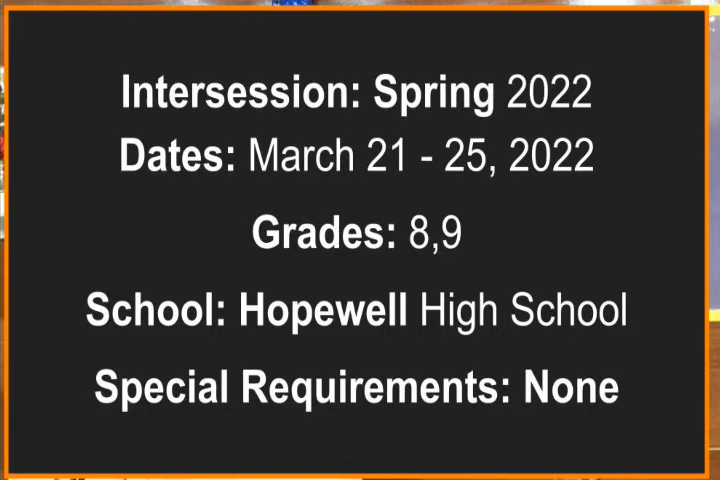 Intersession: Spring 2022
Dates: March 21 - 25, 2022
Grades: 8,9
School: Hopewell High School
Special Requirements: None